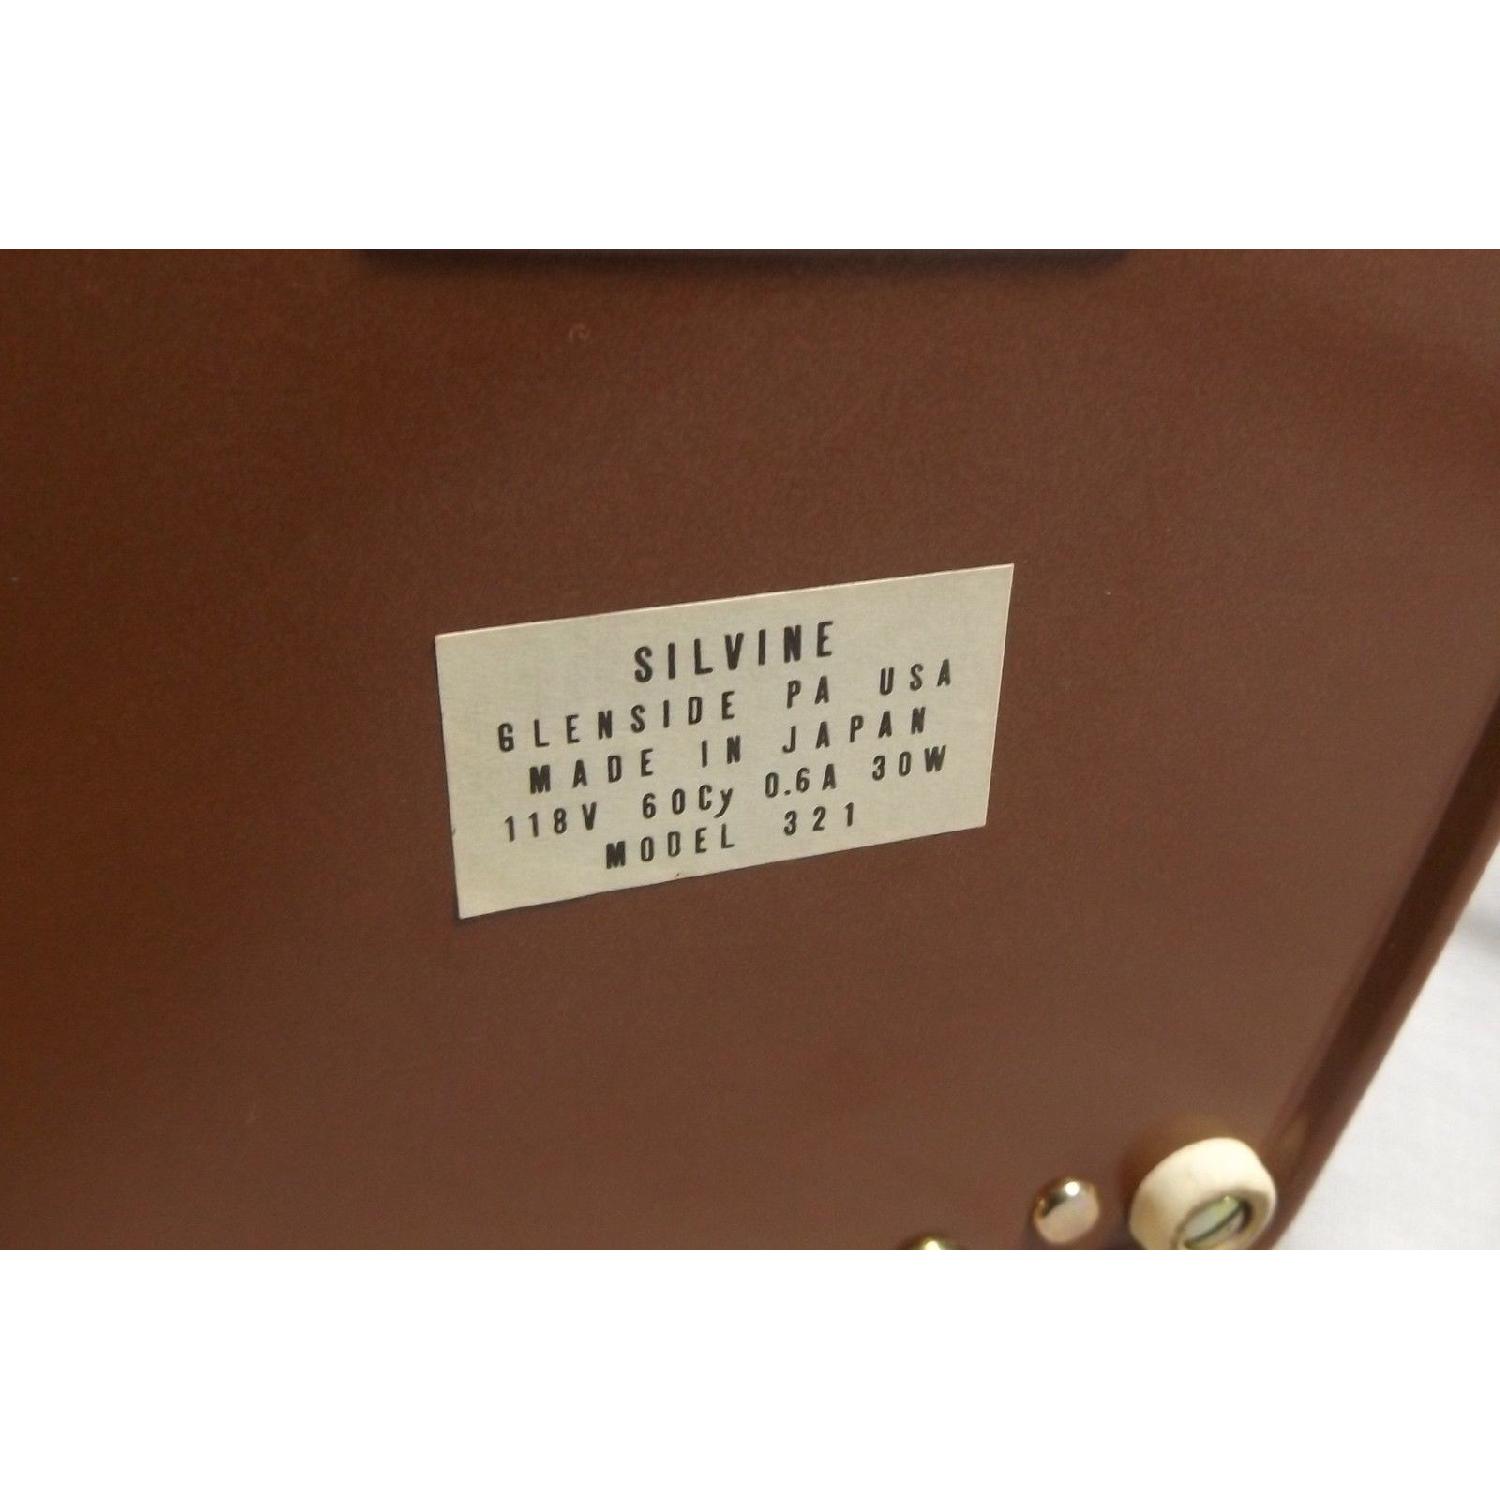 SILVINE
GLENSIDE PA USA
MADE IN JAPAN
118V 60Cy 0.6A 30W
MODEL 321